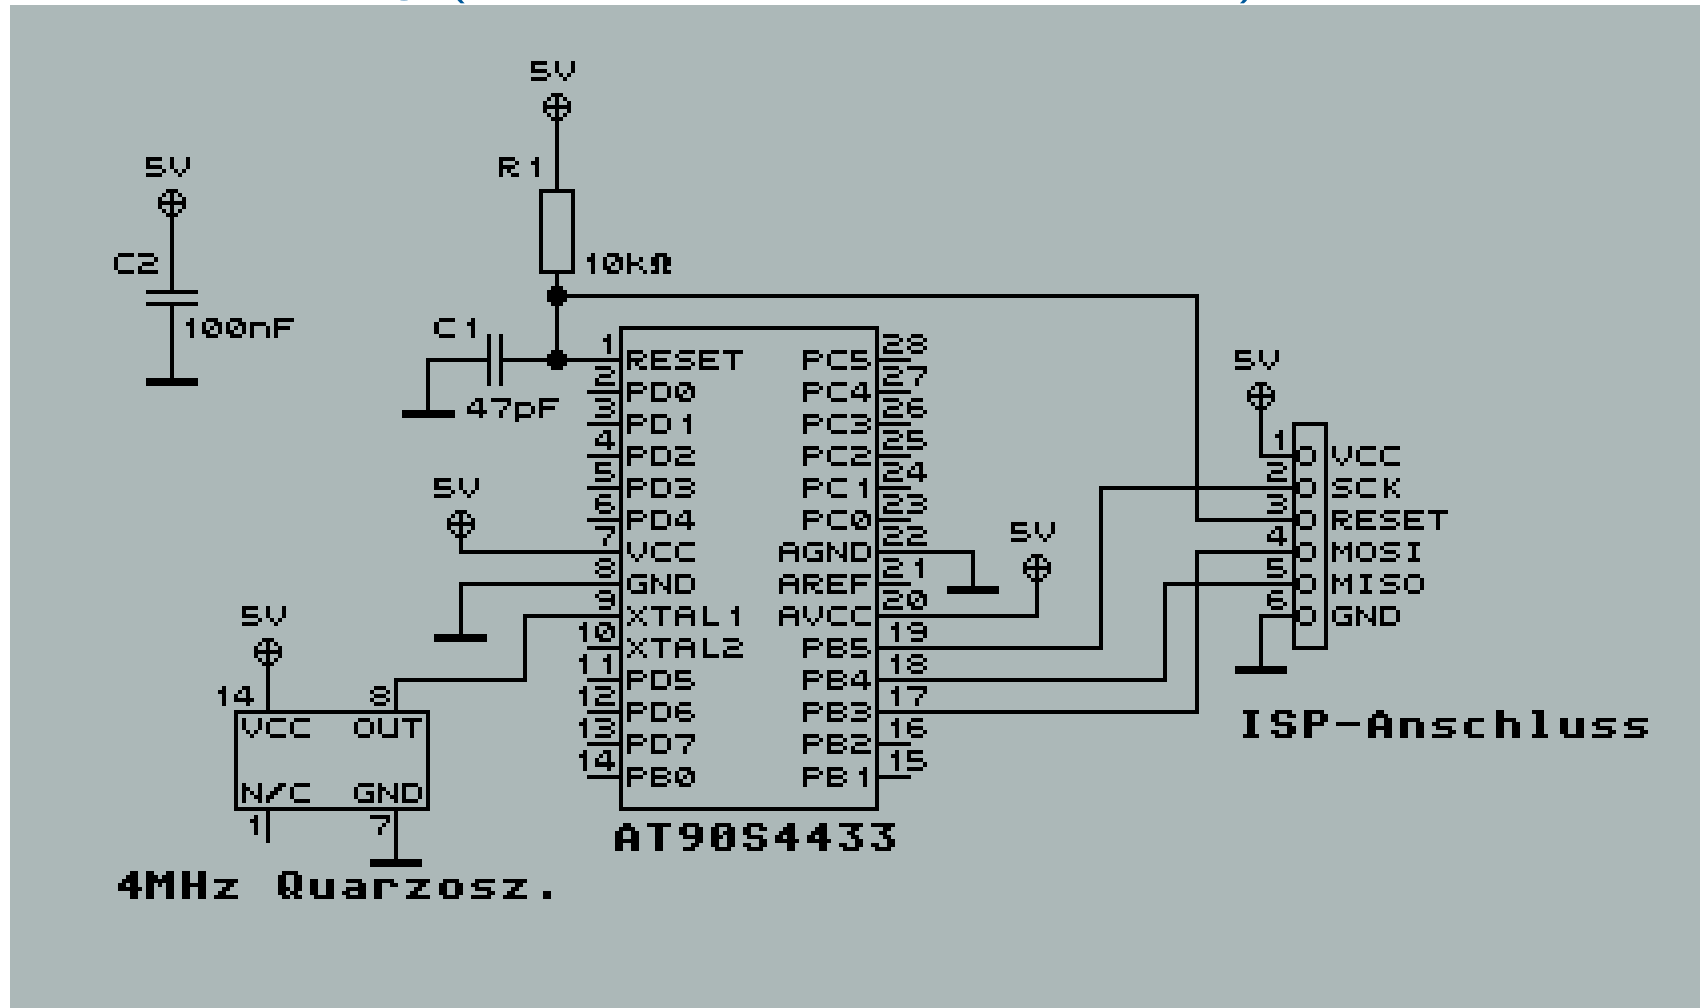 5V
R1
10kΩ
5V
C2
100nF
C1
47pF
1 RESET PC5 28
2 PD0 PC4 27
3 PD1 PC3 26
4 PD2 PC2 25
5 PD3 PC1 24
6 PD4 PC0 23
7 VCC AGND 22
8 GND AREF 21
9 XTAL1 AVCC 20
10 XTAL2 PB5 19
11 PD5 PB4 18
12 PD6 PB3 17
13 PD7 PB2 16
14 PB0 PB1 15
AT90S4433
5V
5V
5V
1 VCC
2 SCK
3 RESET
4 MOSI
5 MISO
6 GND
ISP-Anschluss
5V
14 8
VCC OUT
N/C GND
1 7
4MHz Quarzosz.